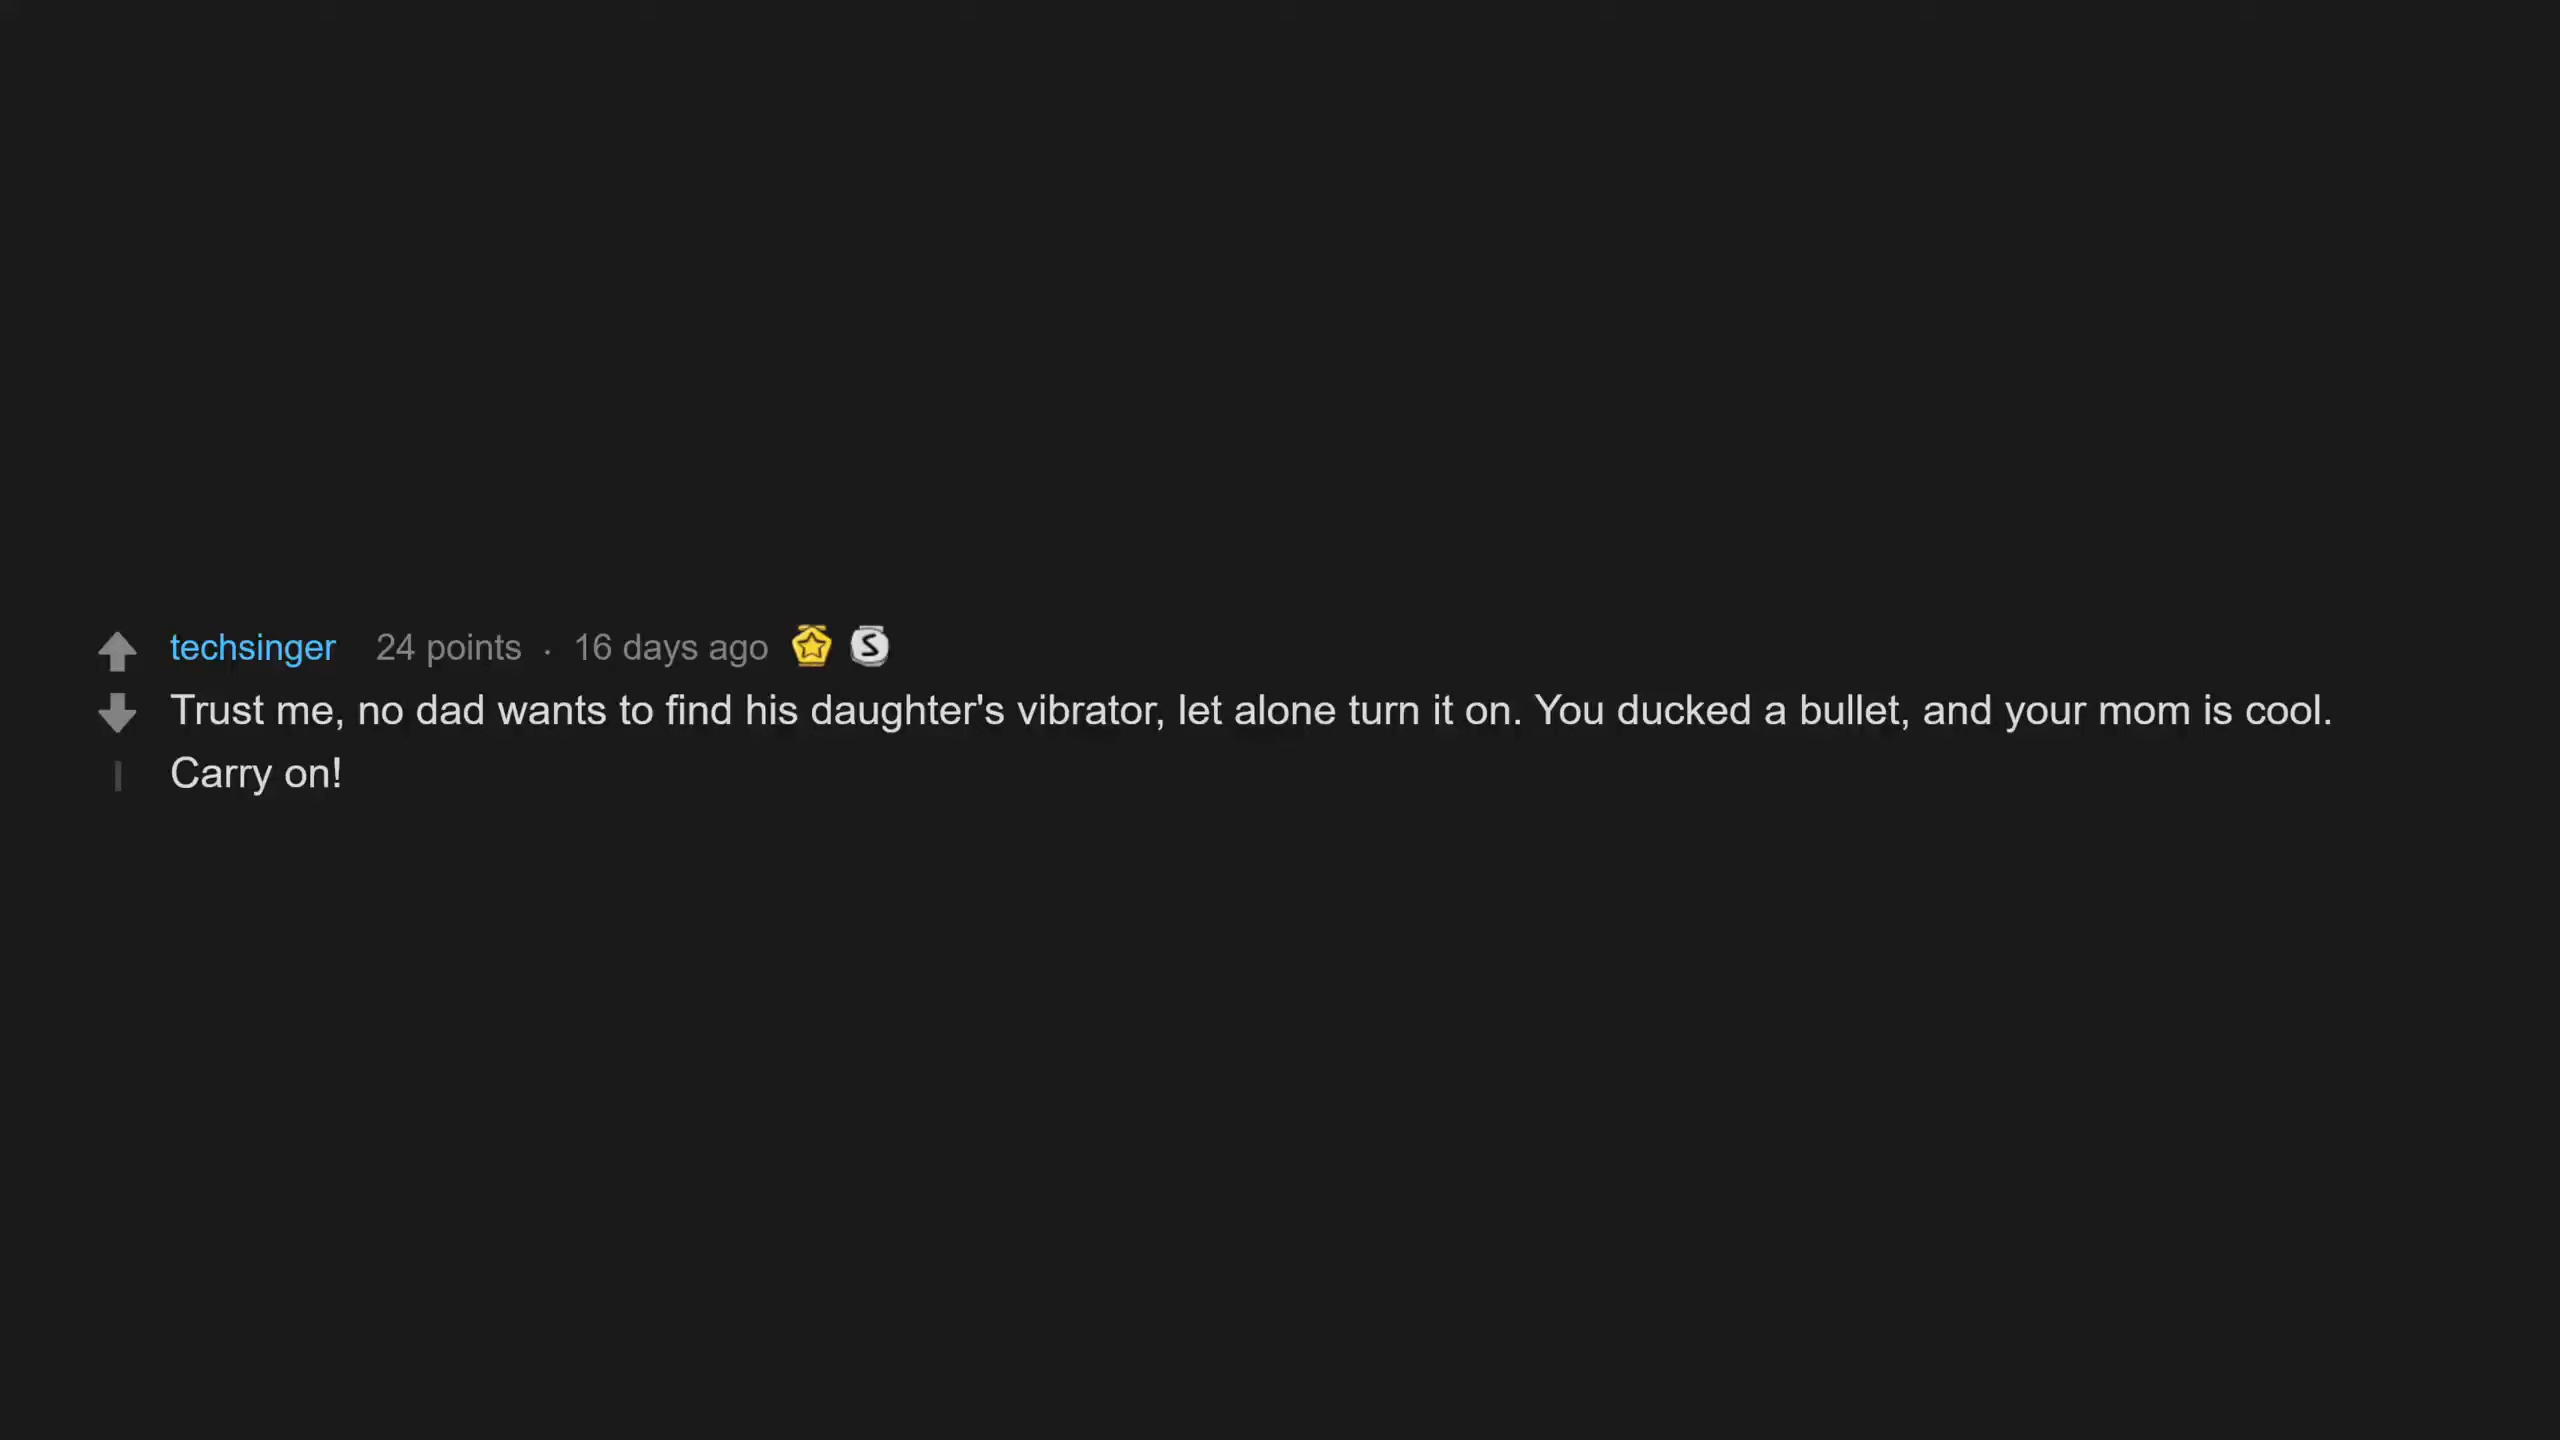 techsinger 24 points · 16 days ago S
Trust me, no dad wants to find his daughter's vibrator, let alone turn it on. You ducked a bullet, and your mom is cool.
Carry on!